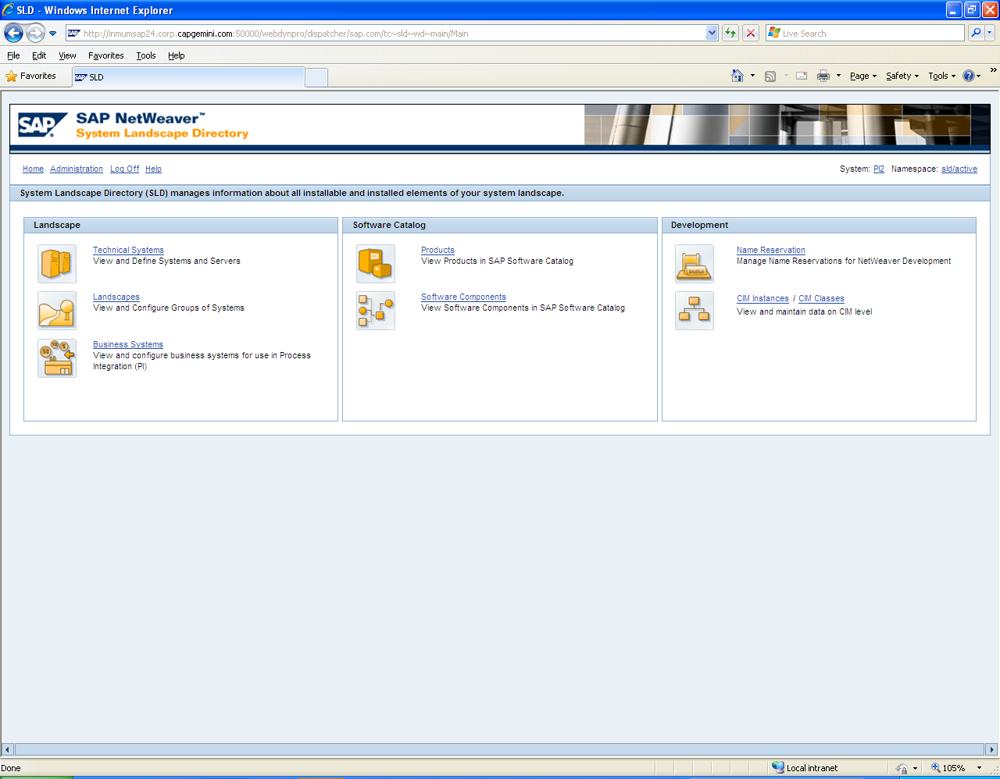 SLD - Windows Internet Explorer
http://inmumsap24.corp.capgemini.com:50000/webdynpro/dispatcher/sap.com/tc~sld~wd~main/Main
Live Search
File Edit View Favorites Tools Help
Favorites
SAP SLD
Page Safety Tools
SAP
SAP NetWeaver™
System Landscape Directory
Home Administration Log Off Help
System: PI2 Namespace: sld/active
System Landscape Directory (SLD) manages information about all installable and installed elements of your system landscape.
Landscape
Technical Systems
View and Define Systems and Servers
Landscapes
View and Configure Groups of Systems
Business Systems
View and configure business systems for use in Process
Integration (PI)
Software Catalog
Products
View Products in SAP Software Catalog
Software Components
View Software Components in SAP Software Catalog
Development
Name Reservation
Manage Name Reservations for NetWeaver Development
CIM Instances / CIM Classes
View and maintain data on CIM level
Done
Local intranet
105%